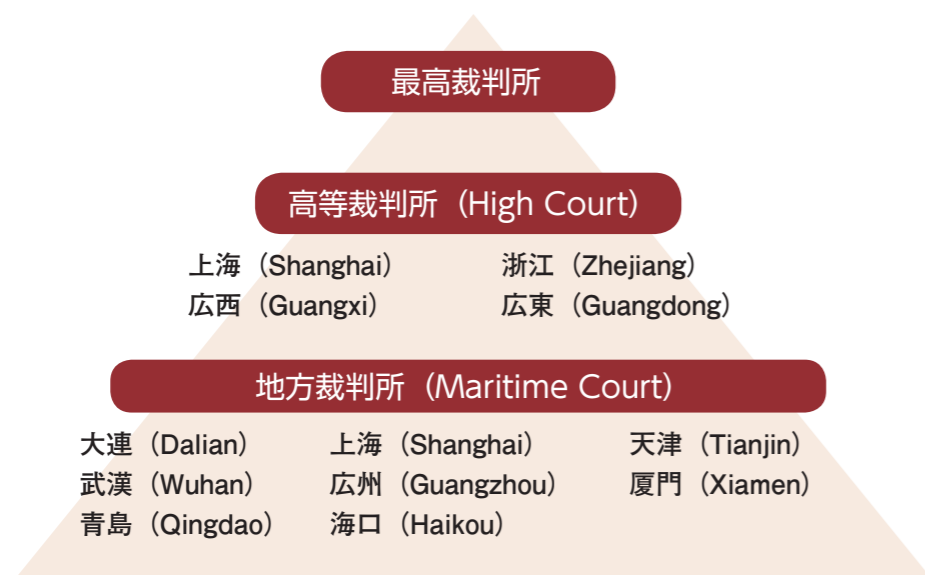 最高裁判所
高等裁判所（High Court）
上海（Shanghai） 浙江（Zhejiang）
広西（Guangxi） 広東（Guangdong）
地方裁判所（Maritime Court）
大連（Dalian） 上海（Shanghai） 天津（Tianjin）
武漢（Wuhan） 広州（Guangzhou） 厦門（Xiamen）
青島（Qingdao） 海口（Haikou）